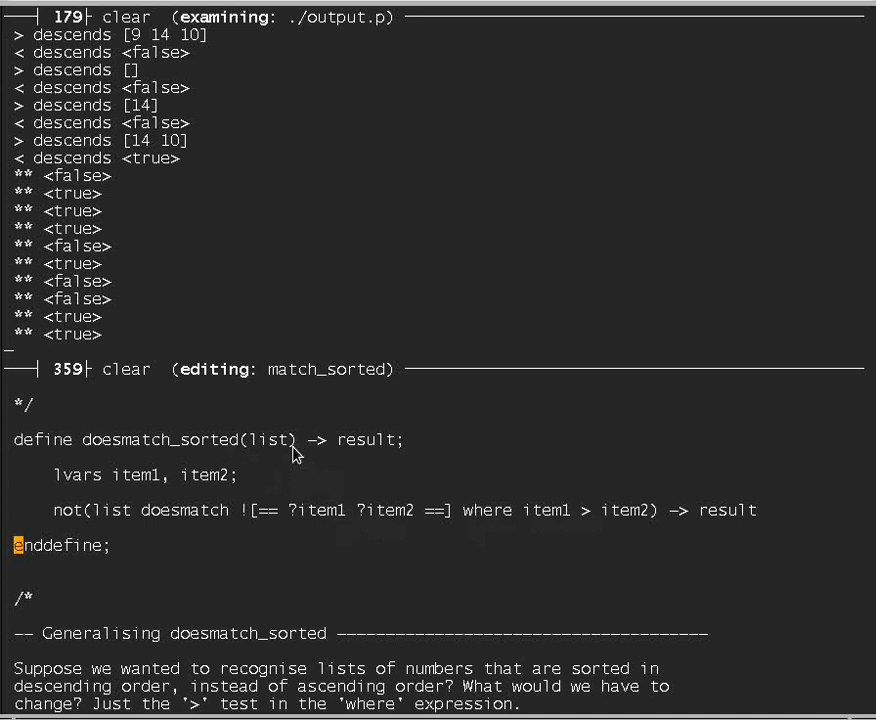 179 clear (examining: ./output.p)
> descends [9 14 10]
< descends <false>
> descends []
< descends <false>
> descends [14]
< descends <false>
> descends [14 10]
< descends <true>
** <false>
** <true>
** <true>
** <true>
** <false>
** <true>
** <false>
** <false>
** <true>
** <true>
359 clear (editing: match_sorted)
*/
define doesmatch_sorted(list) -> result;
lvars item1, item2;
not(list doesmatch ![== ?item1 ?item2 ==] where item1 > item2) -> result
enddefine;
/*
-- Generalising doesmatch_sorted --------------------------------------
Suppose we wanted to recognise lists of numbers that are sorted in
descending order, instead of ascending order? What would we have to
change? Just the '>' test in the 'where' expression.